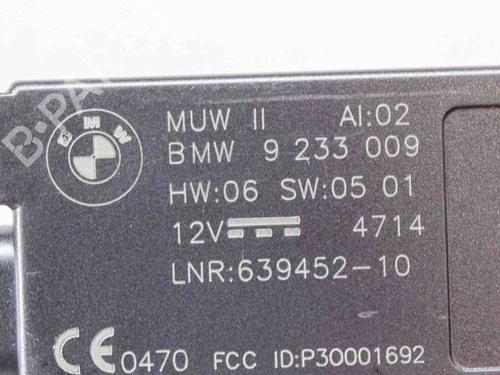 BMW
MUW II AI:02
BMW 9 233 009
HW:06 SW:05 01
12V 4714
LNR:639452-10
CE 0470 FCC ID:P30001692
B-PARTS